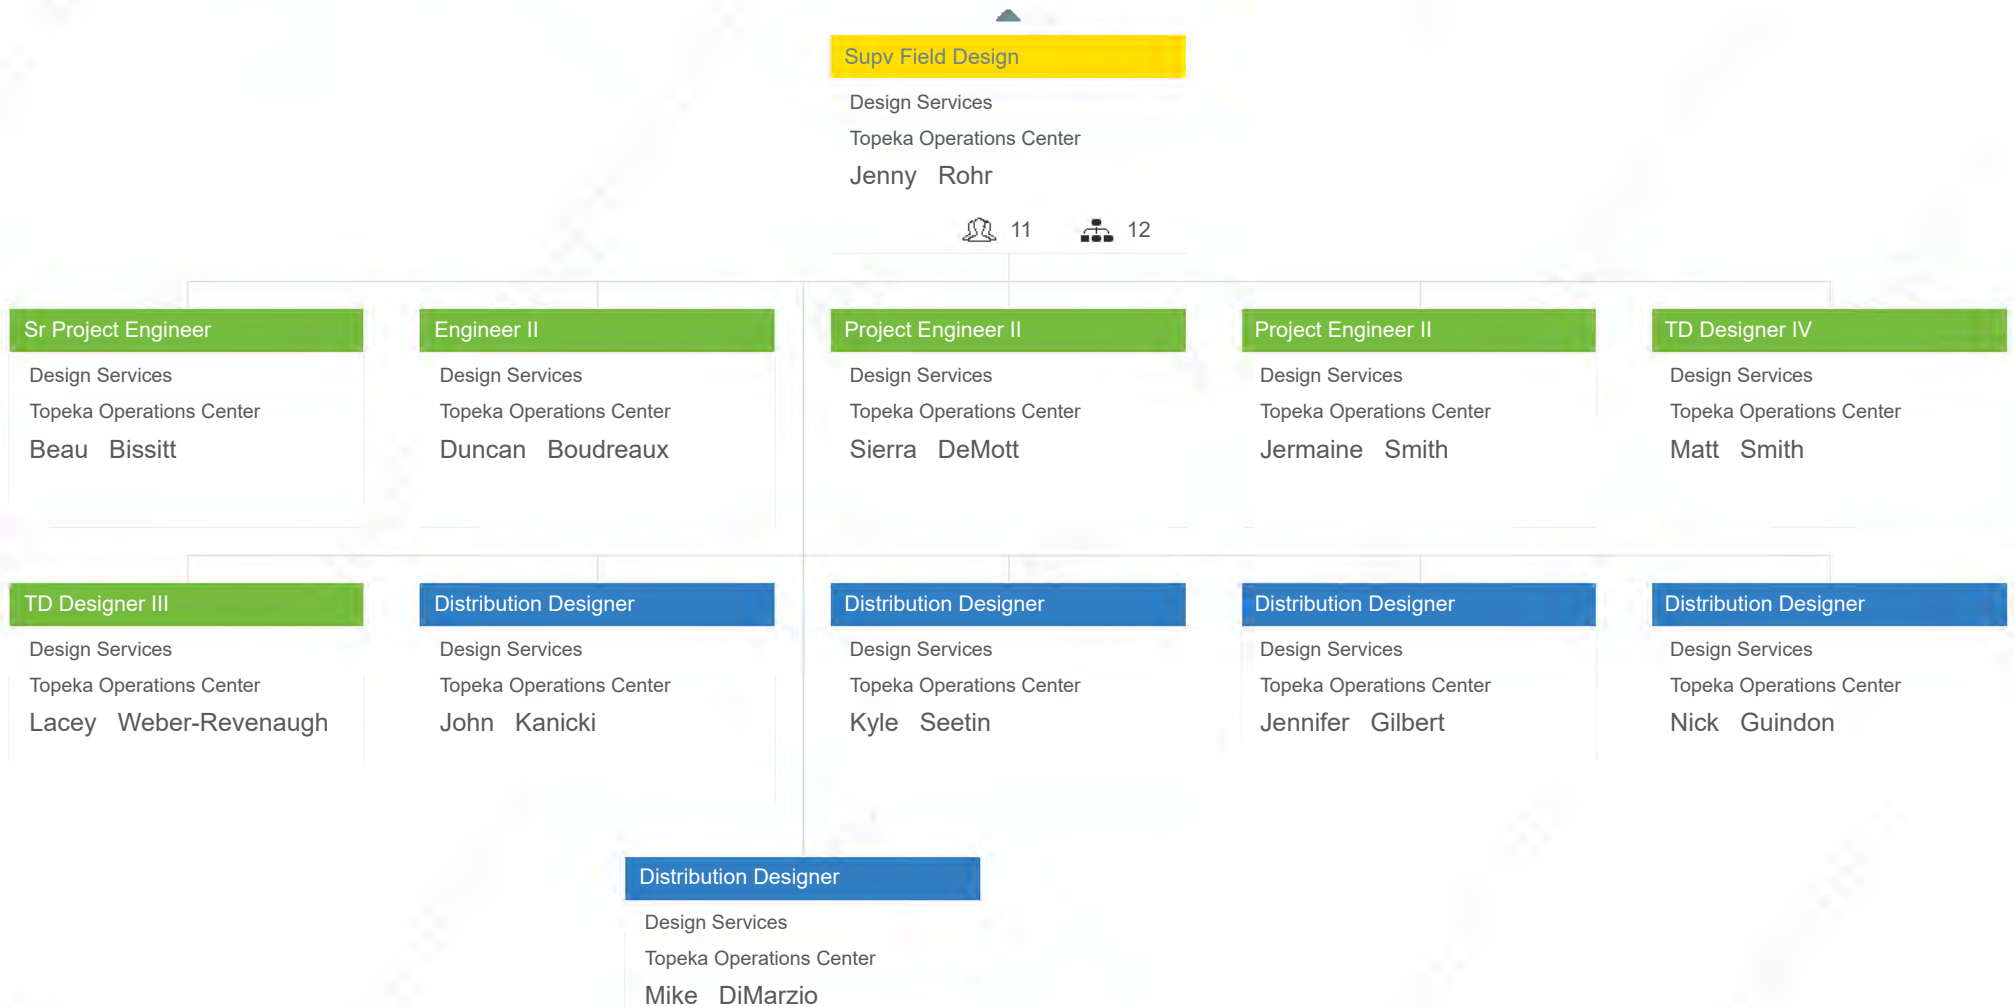 Supv Field Design
Design Services
Topeka Operations Center
Jenny Rohr
11 12
Sr Project Engineer
Design Services
Topeka Operations Center
Beau Bissitt
Engineer II
Design Services
Topeka Operations Center
Duncan Boudreaux
Project Engineer II
Design Services
Topeka Operations Center
Sierra DeMott
Project Engineer II
Design Services
Topeka Operations Center
Jermaine Smith
TD Designer IV
Design Services
Topeka Operations Center
Matt Smith
TD Designer III
Design Services
Topeka Operations Center
Lacey Weber-Revenaugh
Distribution Designer
Design Services
Topeka Operations Center
John Kanicki
Distribution Designer
Design Services
Topeka Operations Center
Kyle Seetin
Distribution Designer
Design Services
Topeka Operations Center
Jennifer Gilbert
Distribution Designer
Design Services
Topeka Operations Center
Nick Guindon
Distribution Designer
Design Services
Topeka Operations Center
Mike DiMarzio